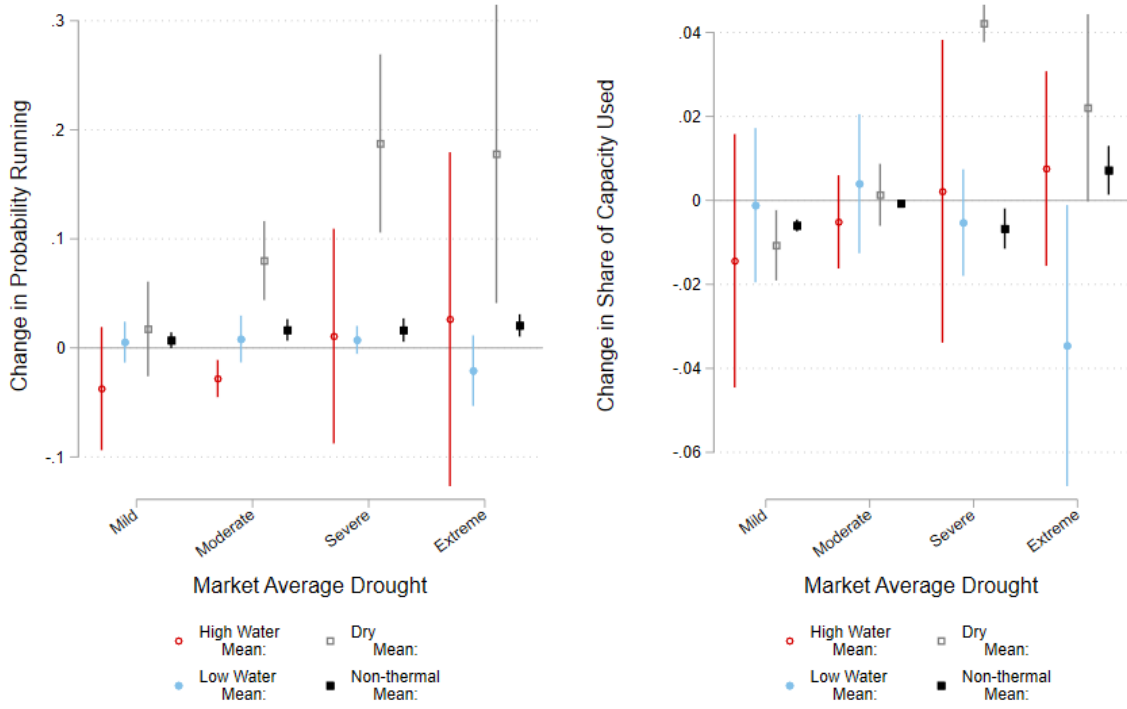 Change in Probability Running
.3
.2
.1
0
-.1
Mild
Moderate
Severe
Extreme
Market Average Drought
High Water
Mean:
Dry
Mean:
Low Water
Mean:
Non-thermal
Mean:
Change in Share of Capacity Used
.04
.02
0
-.02
-.04
-.06
Mild
Moderate
Severe
Extreme
Market Average Drought
High Water
Mean:
Dry
Mean:
Low Water
Mean:
Non-thermal
Mean: